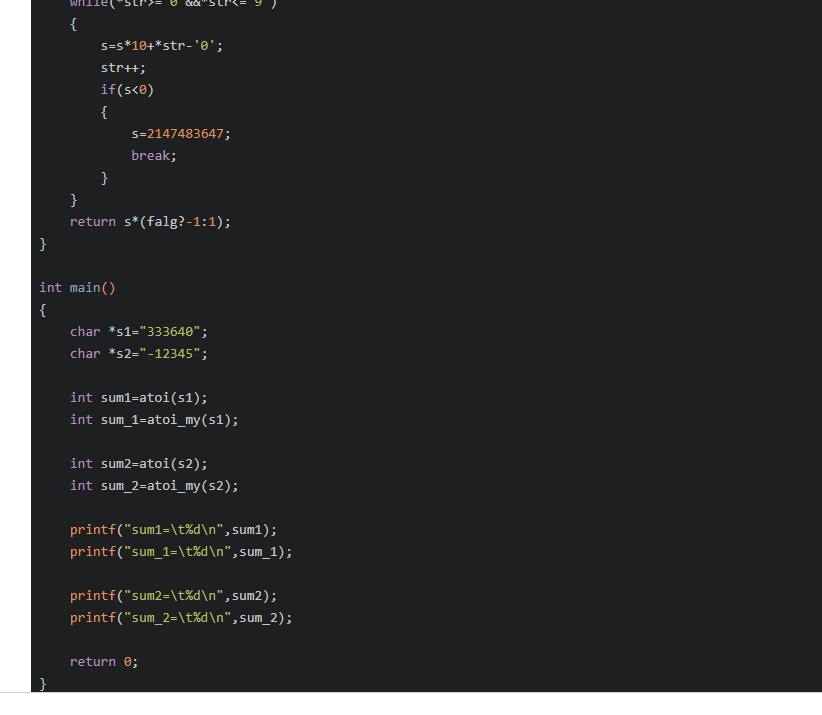 while(*str>='0'&&*str<='9')
{
s=s*10+*str-'0';
str++;
if(s<0)
{
s=2147483647;
break;
}
}
return s*(falg?-1:1);
}
int main()
{
char *s1="333640";
char *s2="-12345";
int sum1=atoi(s1);
int sum_1=atoi_my(s1);
int sum2=atoi(s2);
int sum_2=atoi_my(s2);
printf("sum1=\t%d\n",sum1);
printf("sum_1=\t%d\n",sum_1);
printf("sum2=\t%d\n",sum2);
printf("sum_2=\t%d\n",sum_2);
return 0;
}